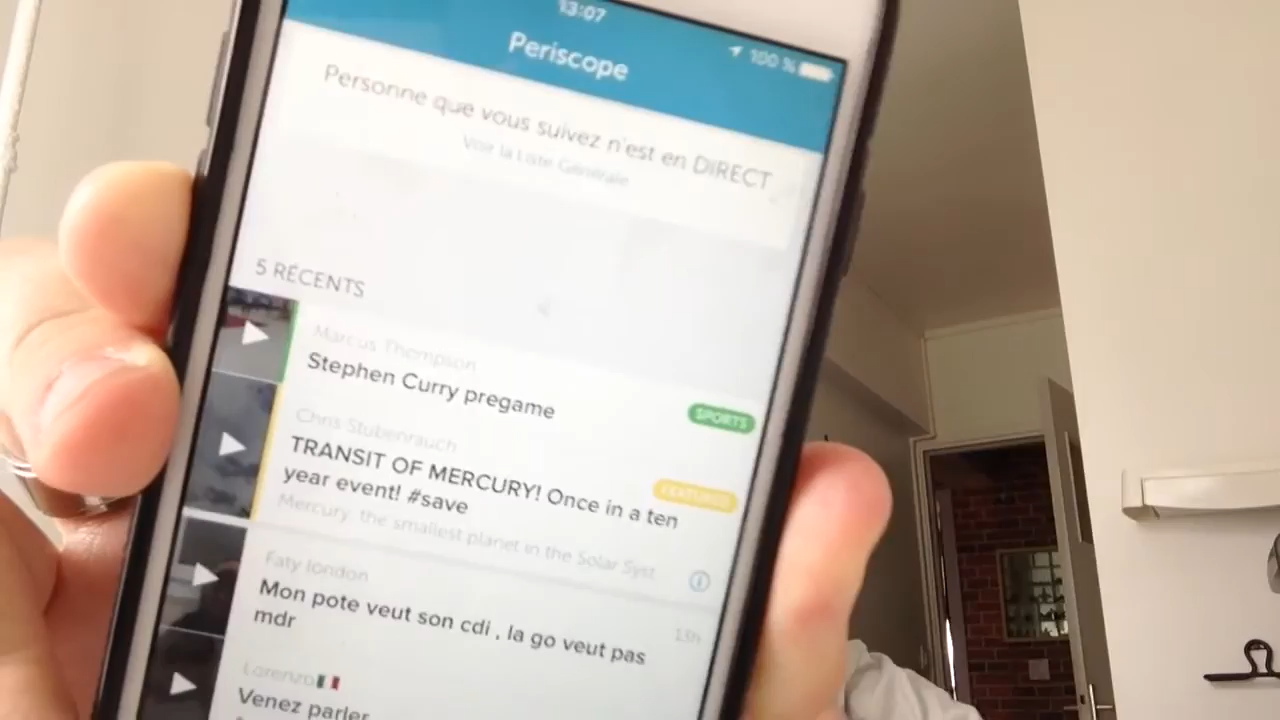 13:07
100 %
Periscope
Personne que vous suivez n'est en DIRECT
Voir la Liste Générale
5 RÉCENTS
Marcus Thompson
Stephen Curry pregame
SPORTS
Chris Stubenrauch
TRANSIT OF MERCURY! Once in a ten
year event! #save
FEATURED
Mercury, the smallest planet in the Solar Syst
Faty london
Mon pote veut son cdi , la go veut pas
mdr
Lorenzo
Venez parler